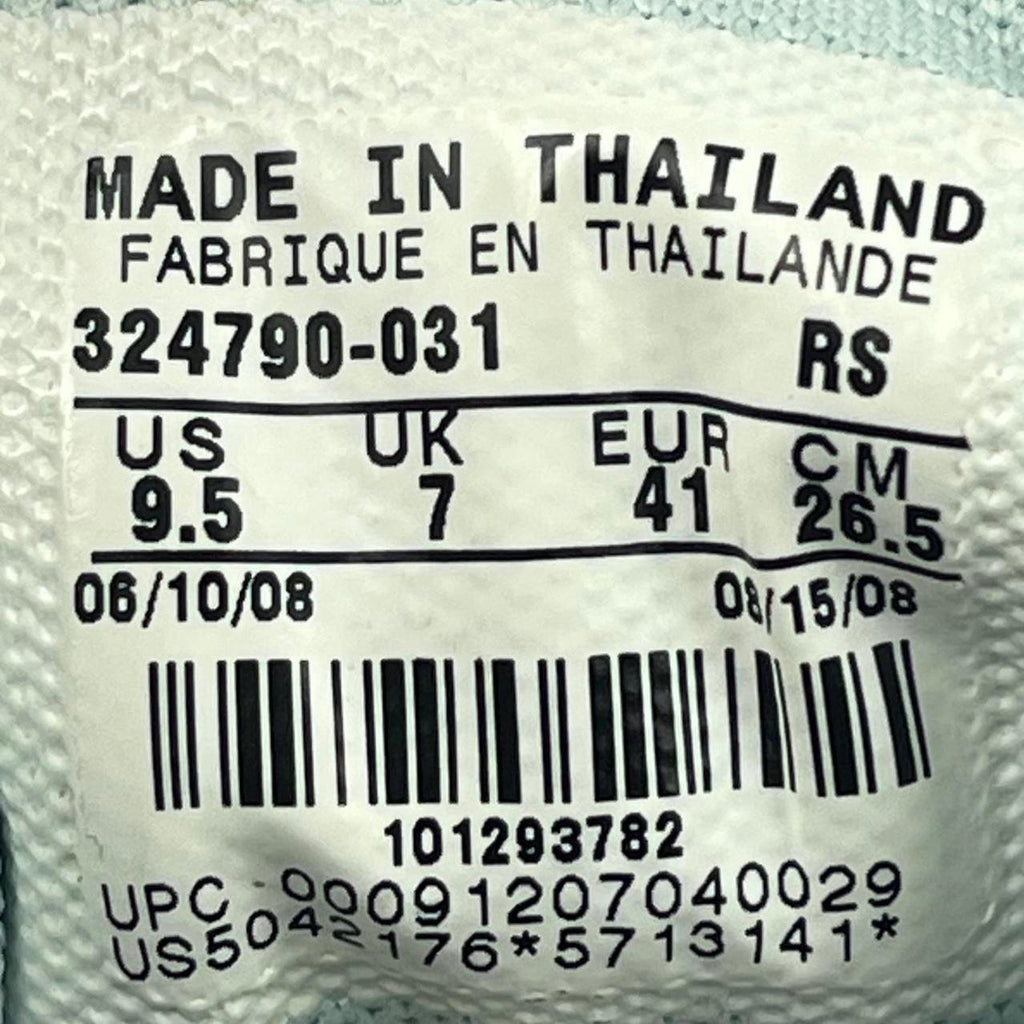 MADE IN THAILAND
FABRIQUE EN THAILANDE
324790-031 RS
US UK EUR CM
9.5 7 41 26.5
06/10/08 08/15/08
101293782
UPC 00091207040029
US5042176*5713141*